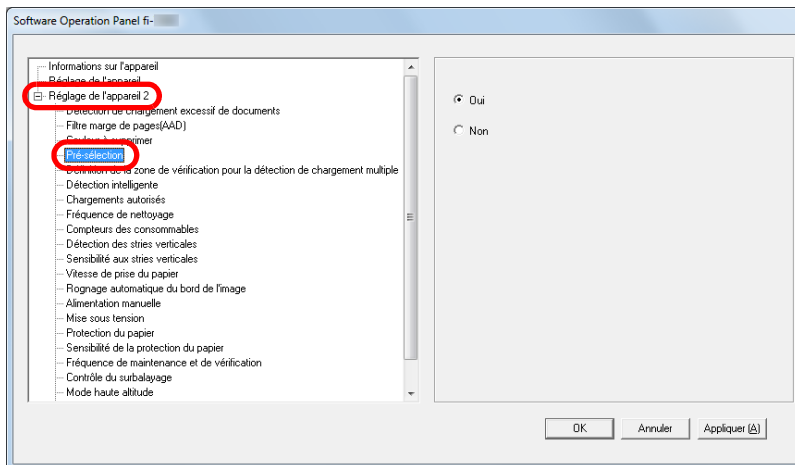 Software Operation Panel fi-
Informations sur l'appareil
Réglage de l'appareil
Réglage de l'appareil 2
Détection de chargement excessif de documents
Filtre marge de pages(AAD)
Couleur à supprimer
Pré-sélection
Définition de la zone de vérification pour la détection de chargement multiple
Détection intelligente
Chargements autorisés
Fréquence de nettoyage
Compteurs des consommables
Détection des stries verticales
Sensibilité aux stries verticales
Vitesse de prise du papier
Rognage automatique du bord de l'image
Alimentation manuelle
Mise sous tension
Protection du papier
Sensibilité de la protection du papier
Fréquence de maintenance et de vérification
Contrôle du surbalayage
Mode haute altitude
Oui
Non
OK Annuler Appliquer (A)